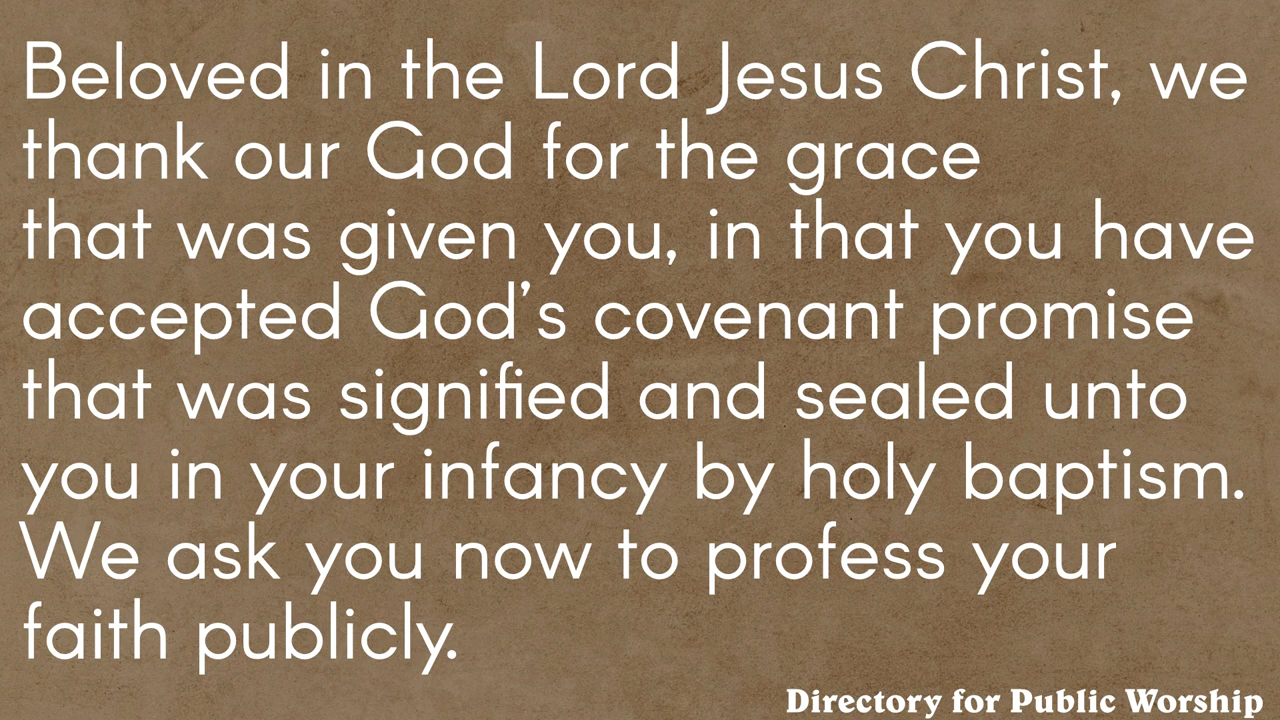 Beloved in the Lord Jesus Christ, we
thank our God for the grace
that was given you, in that you have
accepted God’s covenant promise
that was signified and sealed unto
you in your infancy by holy baptism.
We ask you now to profess your
faith publicly.
Directory for Public Worship